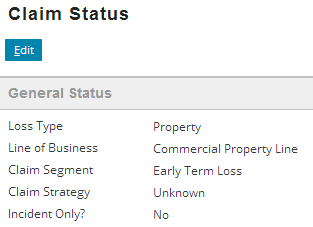 Claim Status
Edit
General Status
Loss Type Property
Line of Business Commercial Property Line
Claim Segment Early Term Loss
Claim Strategy Unknown
Incident Only? No